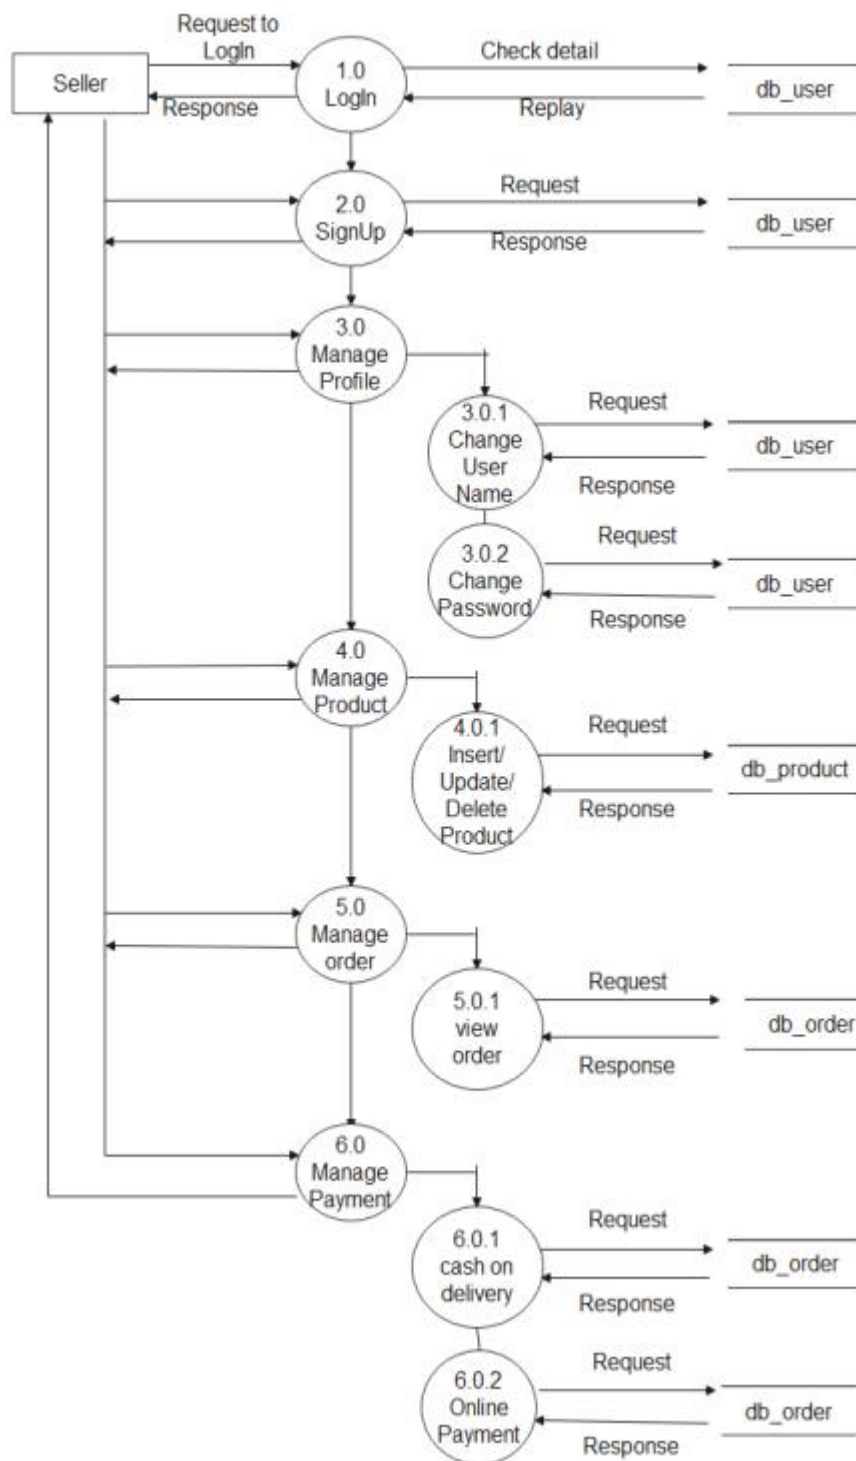 Request to
LogIn
Seller
1.0
LogIn
Check detail
db_user
Response
Replay
2.0
SignUp
Request
db_user
Response
3.0
Manage
Profile
3.0.1
Change
User
Name
Request
db_user
Response
3.0.2
Change
Password
Request
db_user
Response
4.0
Manage
Product
4.0.1
Insert/
Update/
Delete
Product
Request
db_product
Response
5.0
Manage
order
5.0.1
view
order
Request
db_order
Response
6.0
Manage
Payment
6.0.1
cash on
delivery
Request
db_order
Response
6.0.2
Online
Payment
Request
db_order
Response